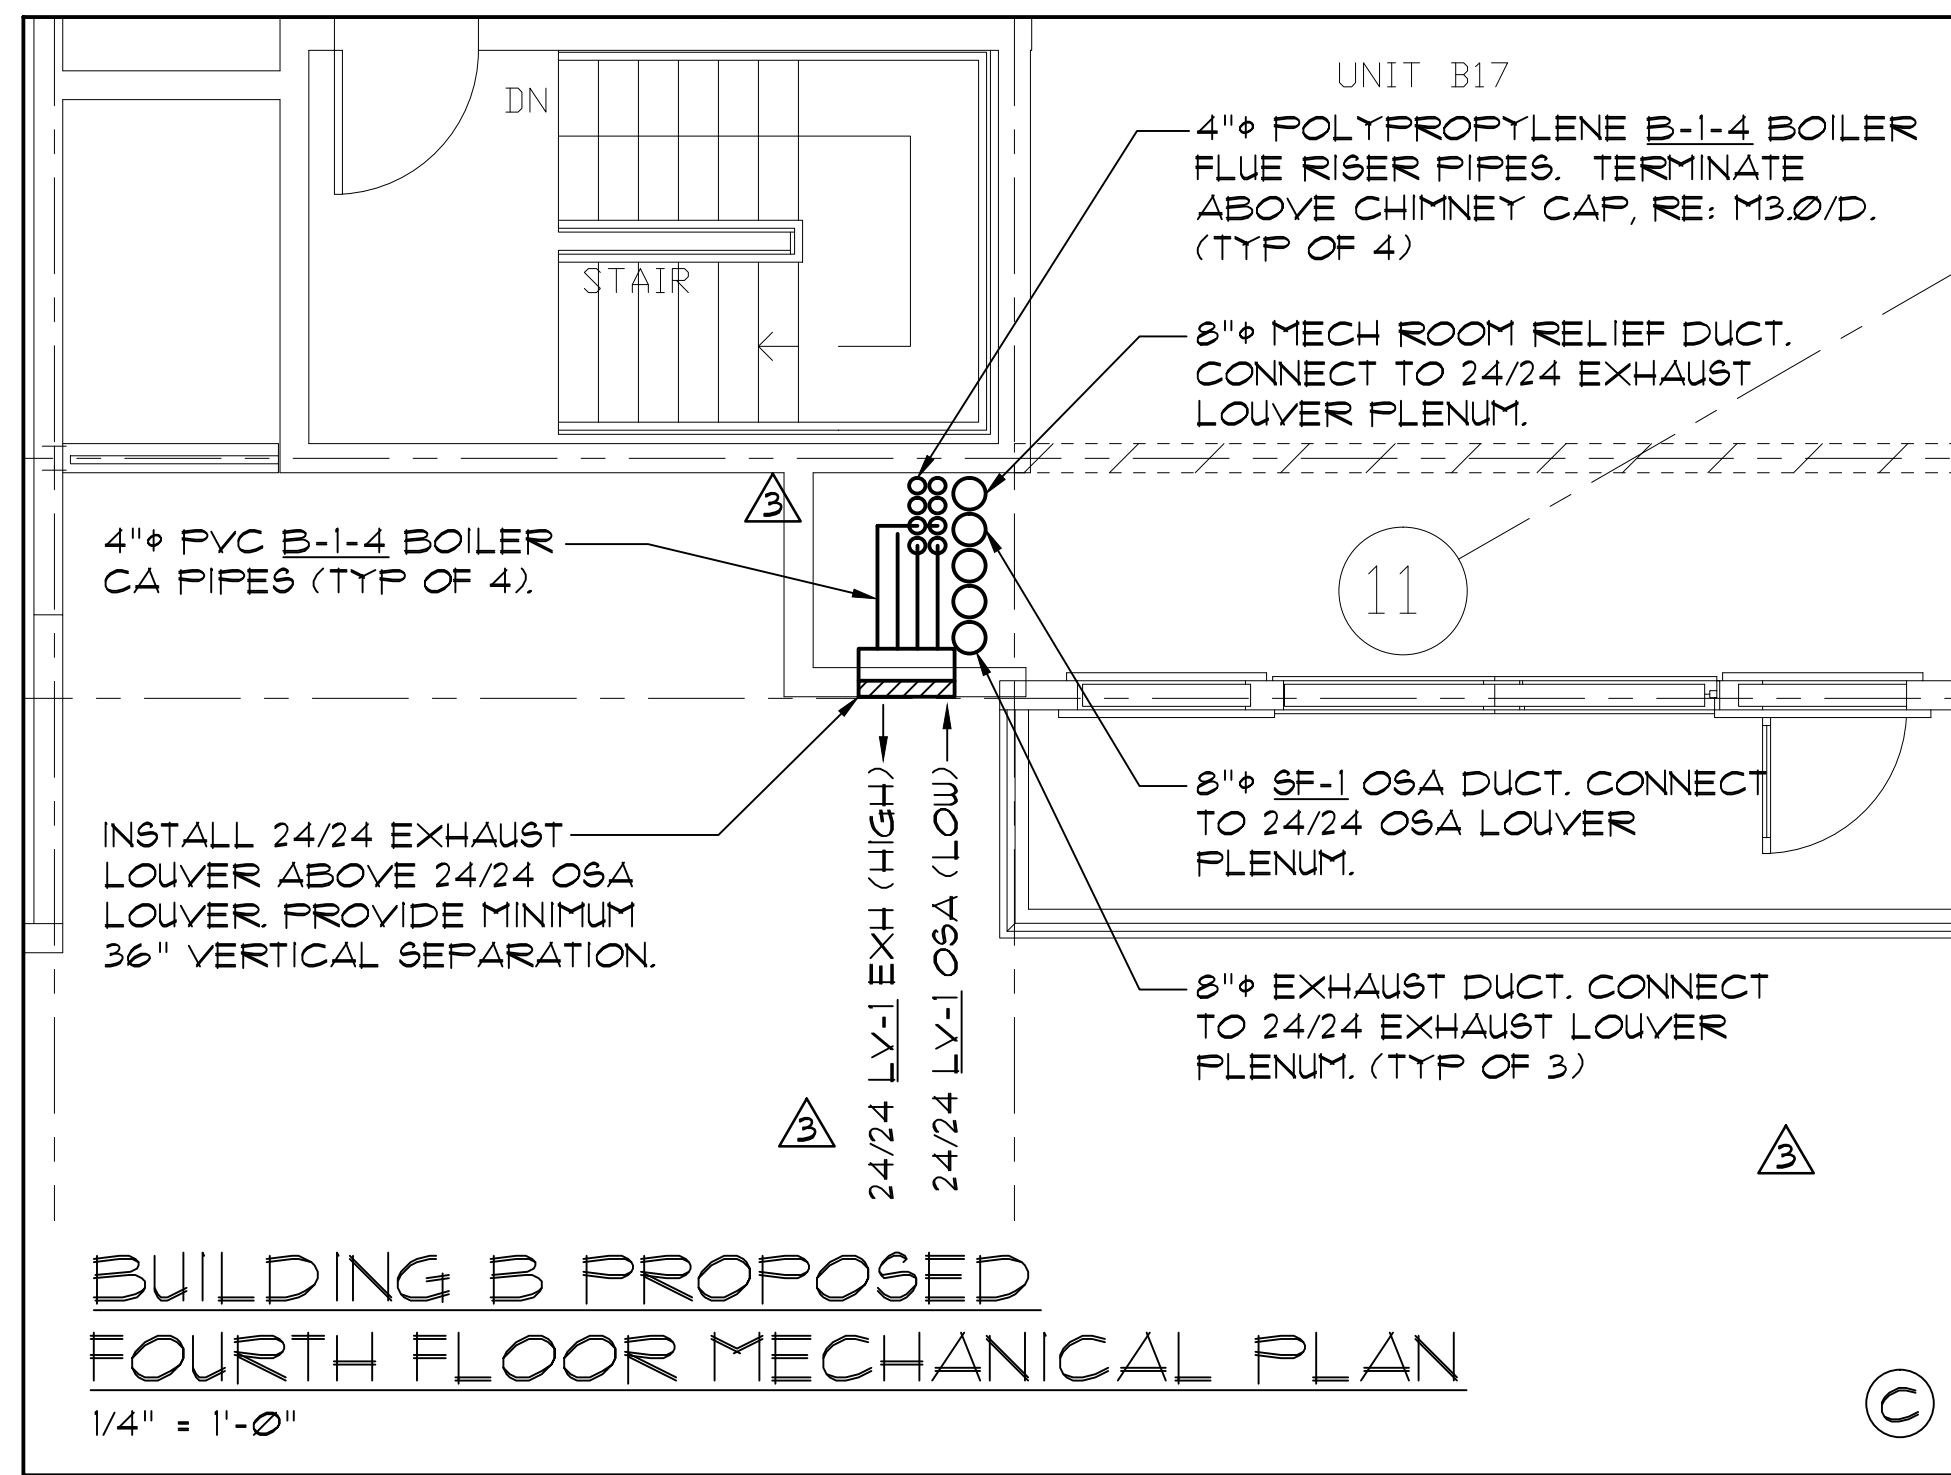 UNIT B17
DN
4"ϕ POLYPROPYLENE B-1-4 BOILER
FLUE RISER PIPES. TERMINATE
ABOVE CHIMNEY CAP, RE: M3.Ø/D.
(TYP OF 4)
STAIR
8"ϕ MECH ROOM RELIEF DUCT.
CONNECT TO 24/24 EXHAUST
LOUVER PLENUM.
3
4"ϕ PVC B-1-4 BOILER
CA PIPES (TYP OF 4).
11
8"ϕ SF-1 OSA DUCT. CONNECT
TO 24/24 OSA LOUVER
PLENUM.
INSTALL 24/24 EXHAUST
LOUVER ABOVE 24/24 OSA
LOUVER. PROVIDE MINIMUM
36" VERTICAL SEPARATION.
24/24 LV-1 EXH (HIGH)
24/24 LV-1 OSA (LOW)
8"ϕ EXHAUST DUCT. CONNECT
TO 24/24 EXHAUST LOUVER
PLENUM. (TYP OF 3)
3
3
BUILDING B PROPOSED
FOURTH FLOOR MECHANICAL PLAN
1/4" = 1'-Ø"
C